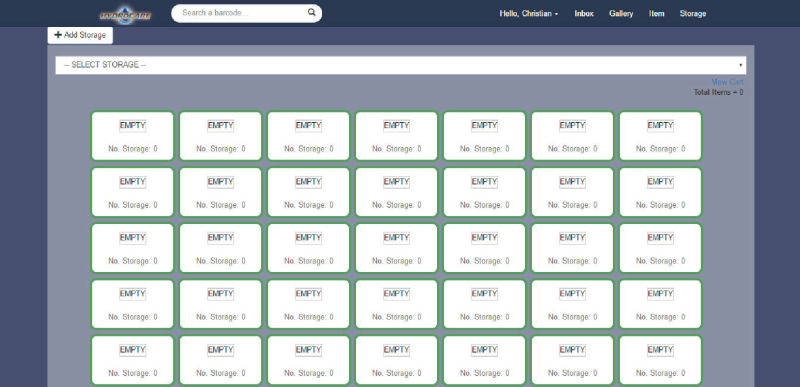 HYDROCARE
Search a barcode...
Hello, Christian
Inbox
Gallery
Item
Storage
Add Storage
-- SELECT STORAGE --
View Cart
Total Items = 0
EMPTY EMPTY EMPTY EMPTY EMPTY EMPTY EMPTY
No. Storage: 0 No. Storage: 0 No. Storage: 0 No. Storage: 0 No. Storage: 0 No. Storage: 0 No. Storage: 0
EMPTY EMPTY EMPTY EMPTY EMPTY EMPTY EMPTY
No. Storage: 0 No. Storage: 0 No. Storage: 0 No. Storage: 0 No. Storage: 0 No. Storage: 0 No. Storage: 0
EMPTY EMPTY EMPTY EMPTY EMPTY EMPTY EMPTY
No. Storage: 0 No. Storage: 0 No. Storage: 0 No. Storage: 0 No. Storage: 0 No. Storage: 0 No. Storage: 0
EMPTY EMPTY EMPTY EMPTY EMPTY EMPTY EMPTY
No. Storage: 0 No. Storage: 0 No. Storage: 0 No. Storage: 0 No. Storage: 0 No. Storage: 0 No. Storage: 0
EMPTY EMPTY EMPTY EMPTY EMPTY EMPTY EMPTY
No. Storage: 0 No. Storage: 0 No. Storage: 0 No. Storage: 0 No. Storage: 0 No. Storage: 0 No. Storage: 0